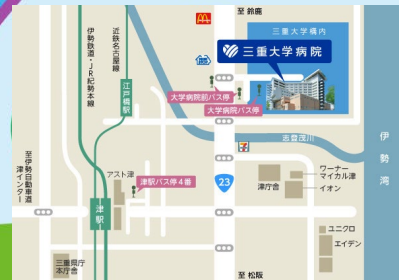 至 鈴鹿
三重大学構内
三重大学病院
近鉄名古屋線
伊勢鉄道・JR紀勢本線
江戸橋駅
大学病院前バス停
大学病院バス停
志登茂川
伊勢湾
至伊勢自動車道
津インター
アスト津
津駅バス停4番
津駅
23
津庁舎
ワーナー
マイカル津
イオン
ユニクロ
エイデン
三重県庁
本庁舎
至 松阪